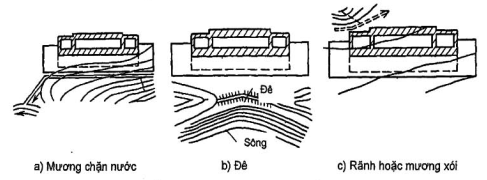 Đê
Sông
a) Mương chặn nước
b) Đê
c) Rãnh hoặc mương xói